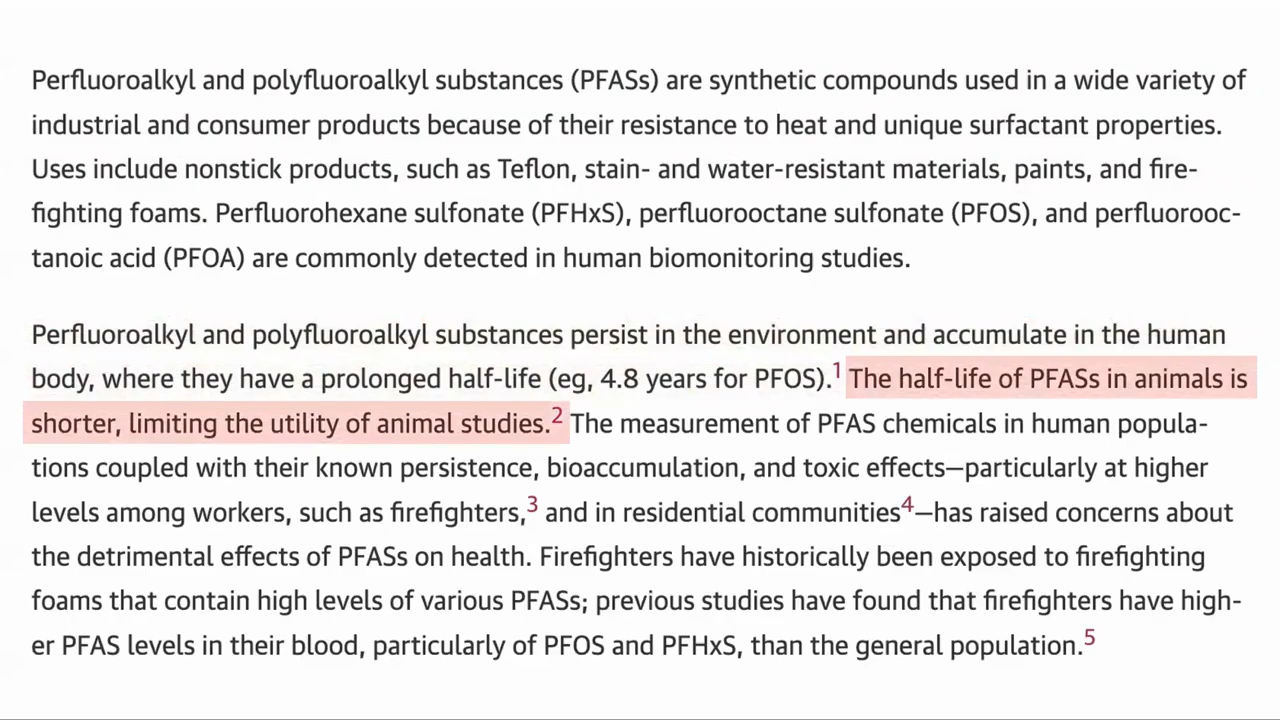 Perfluoroalkyl and polyfluoroalkyl substances (PFASs) are synthetic compounds used in a wide variety of
industrial and consumer products because of their resistance to heat and unique surfactant properties.
Uses include nonstick products, such as Teflon, stain- and water-resistant materials, paints, and fire-
fighting foams. Perfluorohexane sulfonate (PFHxS), perfluorooctane sulfonate (PFOS), and perfluorooc-
tanoic acid (PFOA) are commonly detected in human biomonitoring studies.
Perfluoroalkyl and polyfluoroalkyl substances persist in the environment and accumulate in the human
body, where they have a prolonged half-life (eg, 4.8 years for PFOS).1 The half-life of PFASs in animals is
shorter, limiting the utility of animal studies.2 The measurement of PFAS chemicals in human popula-
tions coupled with their known persistence, bioaccumulation, and toxic effects—particularly at higher
levels among workers, such as firefighters,3 and in residential communities4—has raised concerns about
the detrimental effects of PFASs on health. Firefighters have historically been exposed to firefighting
foams that contain high levels of various PFASs; previous studies have found that firefighters have high-
er PFAS levels in their blood, particularly of PFOS and PFHxS, than the general population.5